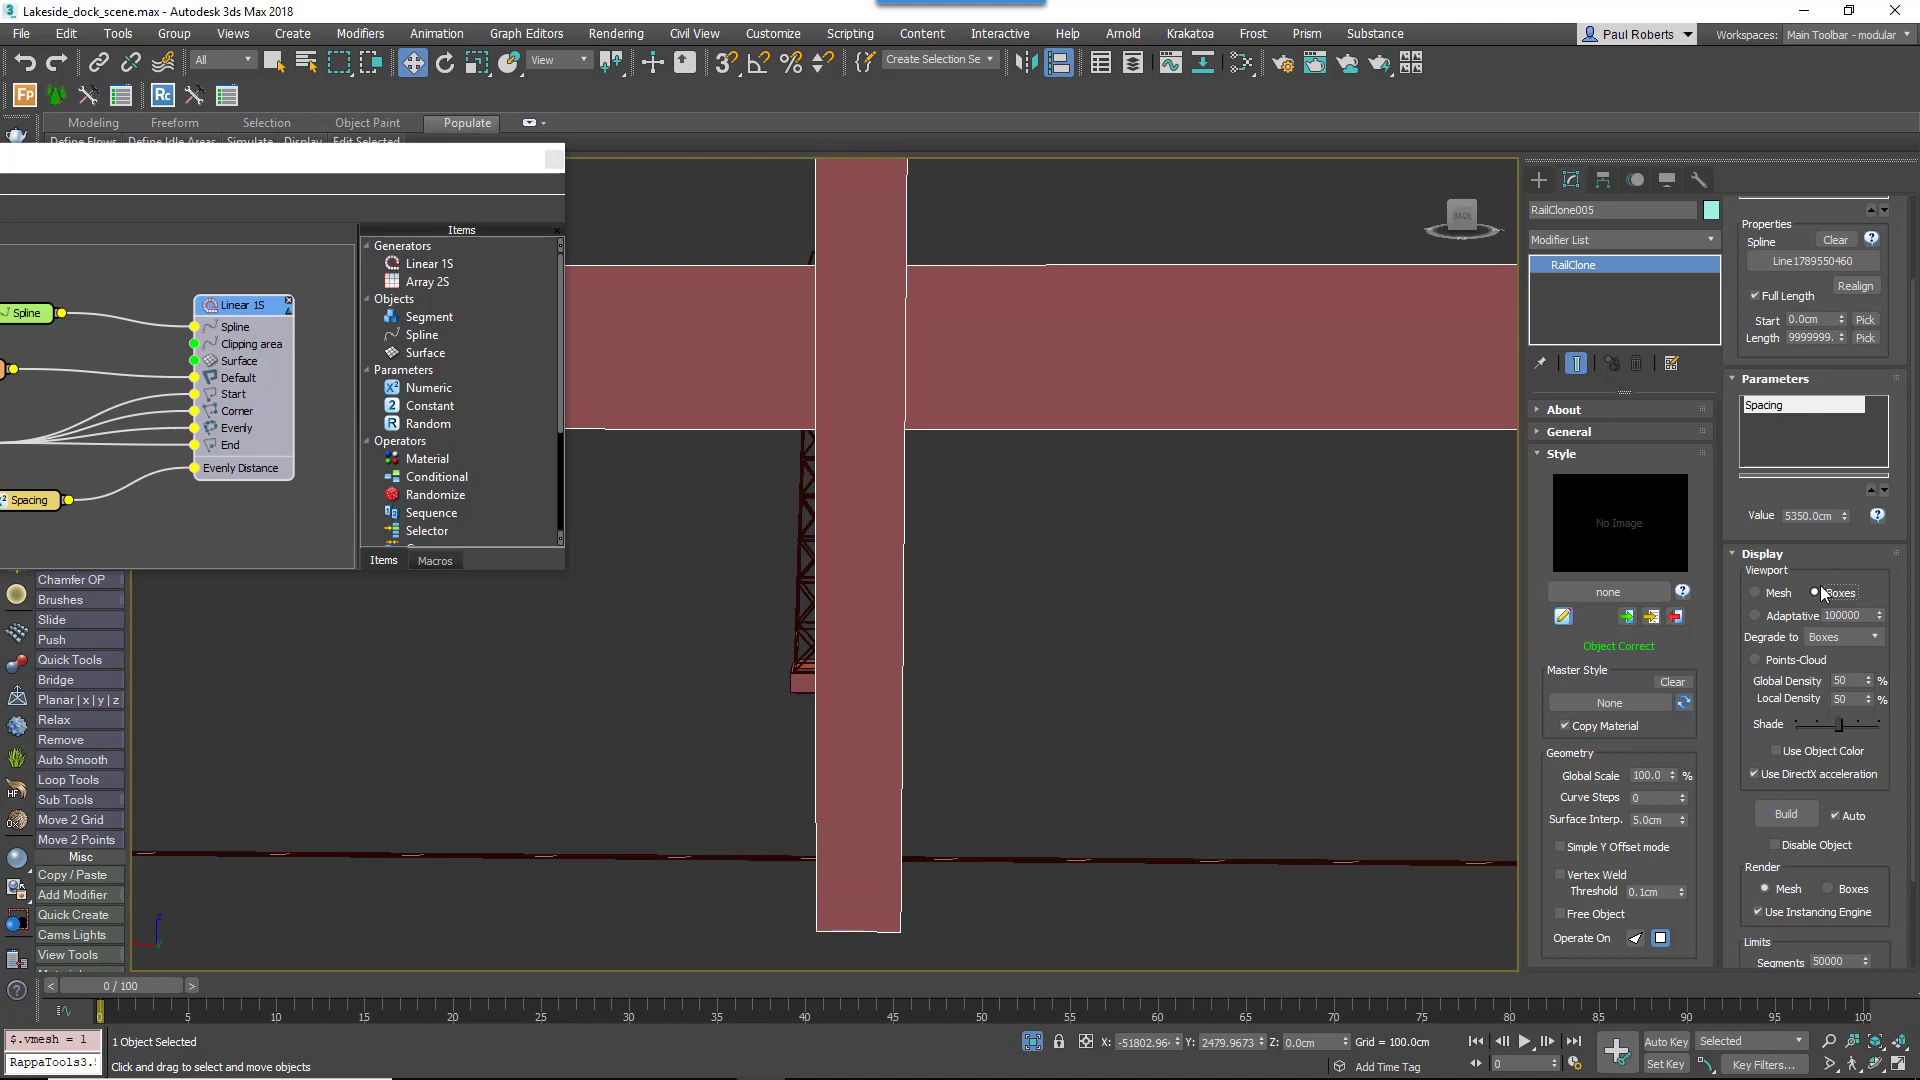 Lakeside_dock_scene.max - Autodesk 3ds Max 2018
File Edit Tools Group Views Create Modifiers Animation Graph Editors Rendering Civil View Customize Scripting Content Interactive Help Arnold Krakatoa Frost Prism Substance
Paul Roberts
Workspaces: Main Toolbar - modular
All
View
Create Selection Se
FP
Rc
Modeling Freeform Selection Object Paint Populate
Define Flows Define Idle Areas Simulate Display Edit Selected
Spline
Spacing
Linear 1S
Spline
Clipping area
Surface
Default
Start
Corner
Evenly
End
Evenly Distance
Items
Generators
Linear 1S
Array 2S
Objects
Segment
Spline
Surface
Parameters
Numeric
Constant
Random
Operators
Material
Conditional
Randomize
Sequence
Selector
Items Macros
Chamfer OP
Brushes
Slide
Push
Quick Tools
Bridge
Planar | x | y | z
Relax
Remove
Auto Smooth
Loop Tools
Sub Tools
Move 2 Grid
Move 2 Points
Misc
Copy / Paste
Add Modifier
Quick Create
Cams Lights
View Tools
BACK
RailClone005
Modifier List
RailClone
About
General
Style
No Image
none
Object Correct
Master Style
Clear
None
Copy Material
Geometry
Global Scale 100.0 %
Curve Steps 0
Surface Interp. 5.0cm
Simple Y Offset mode
Vertex Weld
Threshold 0.1cm
Free Object
Operate On
Properties
Spline Clear
Line1789550460
Realign
Full Length
Start 0.0cm Pick
Length 9999999. Pick
Parameters
Spacing
Value 5350.0cm
Display
Viewport
Mesh Boxes
Adaptative 100000
Degrade to Boxes
Points-Cloud
Global Density 50 %
Local Density 50 %
Shade
Use Object Color
Use DirectX acceleration
Build Auto
Disable Object
Render
Mesh Boxes
Use Instancing Engine
Limits
Segments 50000
< 0 / 100 >
0 5 10 15 20 25 30 35 40 45 50 55 60 65 70 75 80 85 90 95 100
$.vmesh = 1
RappaTools3.
1 Object Selected
Click and drag to select and move objects
X: -51802.96 Y: 2479.9673 Z: 0.0cm Grid = 100.0cm
Add Time Tag
0
Auto Key Selected
Set Key Key Filters...